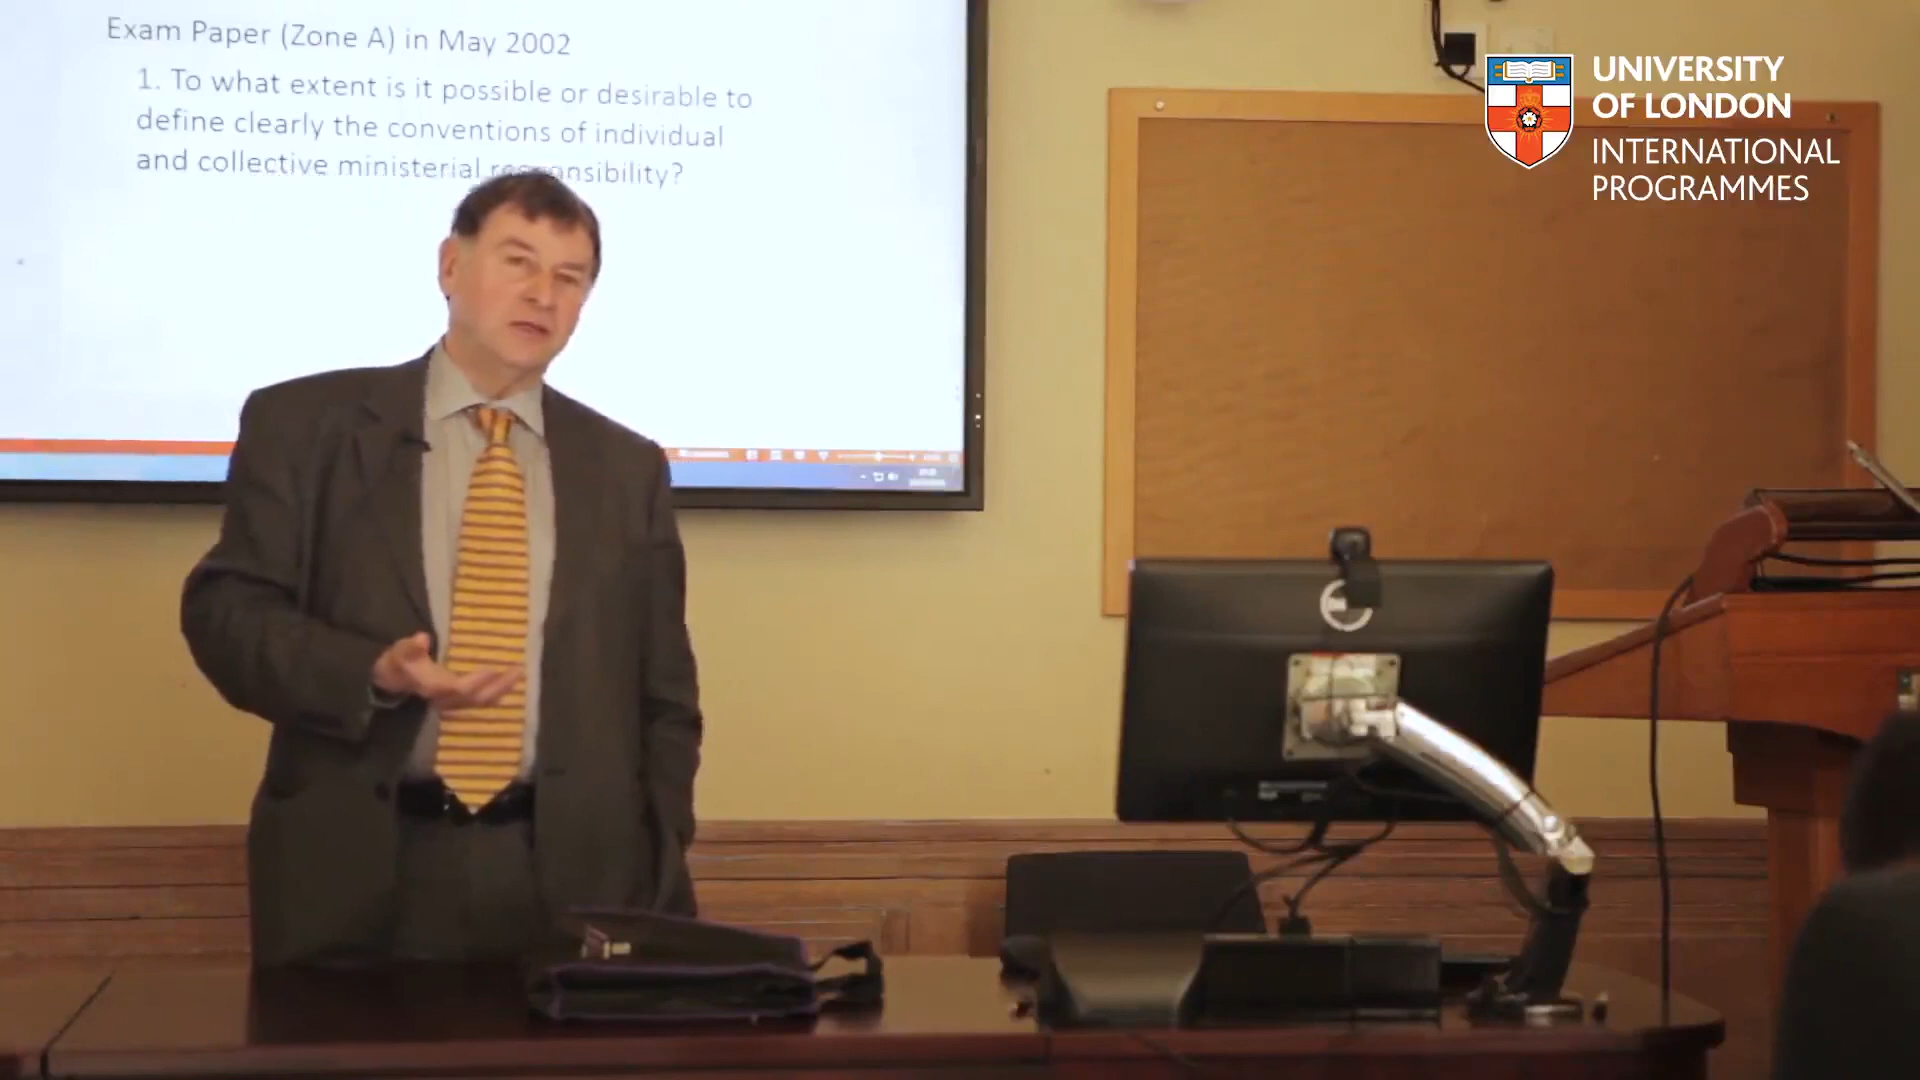 Exam Paper (Zone A) in May 2002
1. To what extent is it possible or desirable to
define clearly the conventions of individual
and collective ministerial responsibility?
UNIVERSITY
OF LONDON
INTERNATIONAL
PROGRAMMES